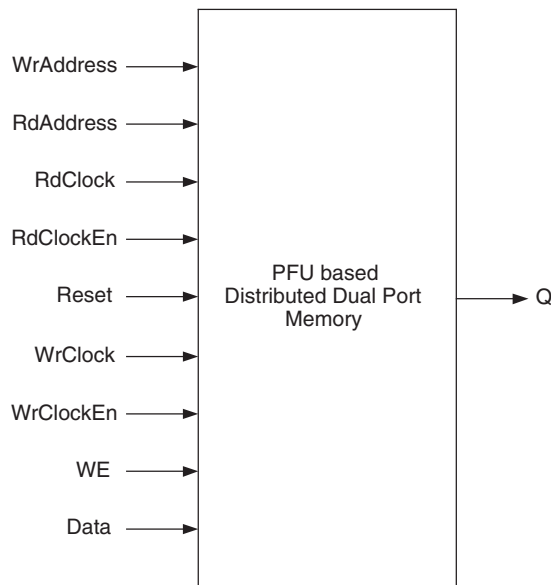 WrAddress
RdAddress
RdClock
RdClockEn
Reset
WrClock
WrClockEn
WE
Data
PFU based
Distributed Dual Port
Memory
Q